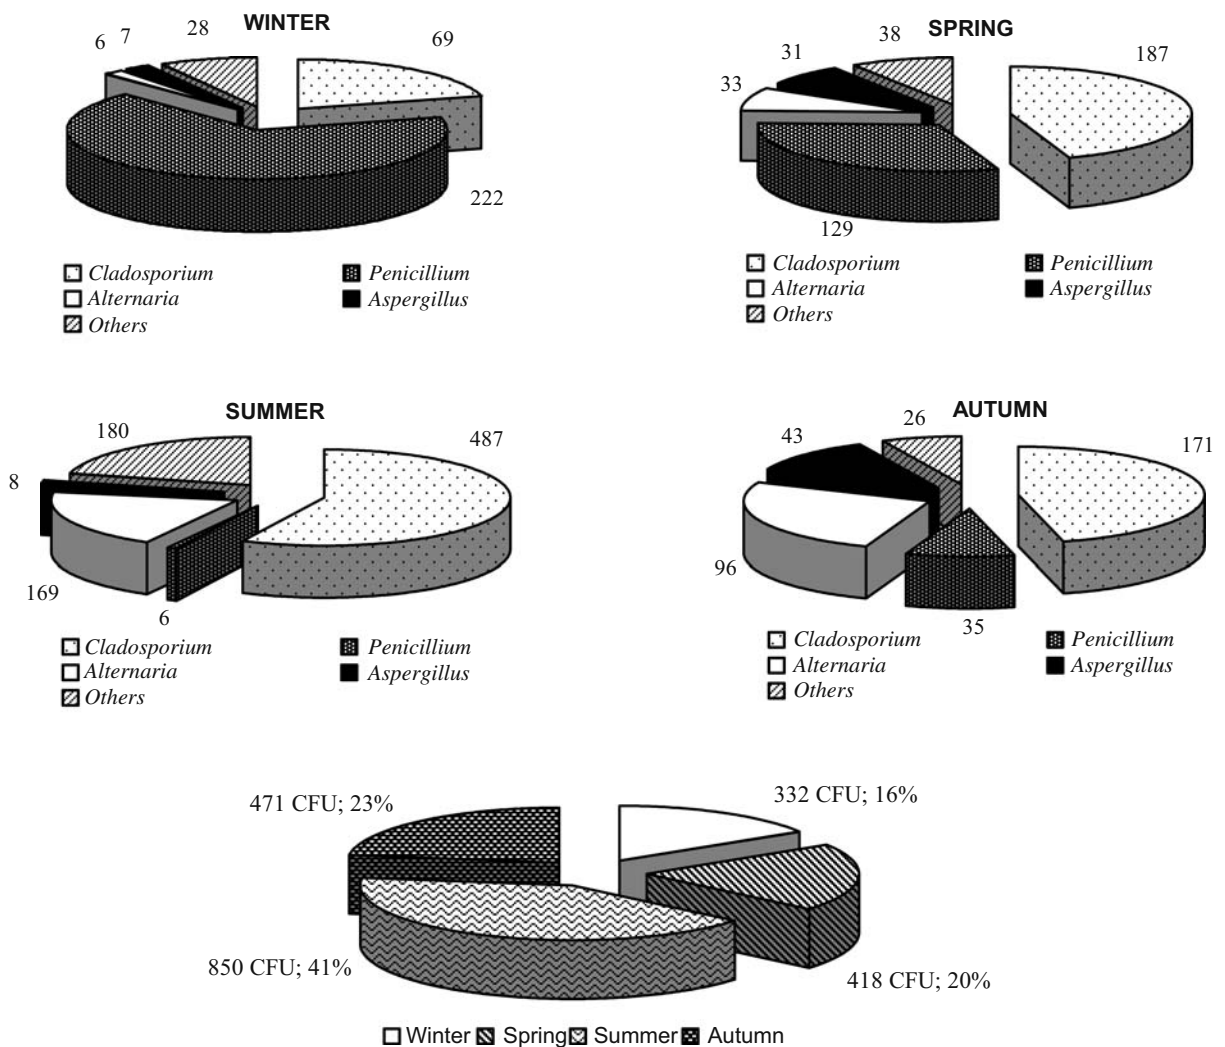 WINTER
6 7 28 69
222
Cladosporium Penicillium
Alternaria Aspergillus
Others
SPRING
33 31 38 187
129
Cladosporium Penicillium
Alternaria Aspergillus
Others
SUMMER
8 180 487
169 6
Cladosporium Penicillium
Alternaria Aspergillus
Others
AUTUMN
43 26 171
96 35
Cladosporium Penicillium
Alternaria Aspergillus
Others
471 CFU; 23% 332 CFU; 16%
850 CFU; 41% 418 CFU; 20%
Winter Spring Summer Autumn